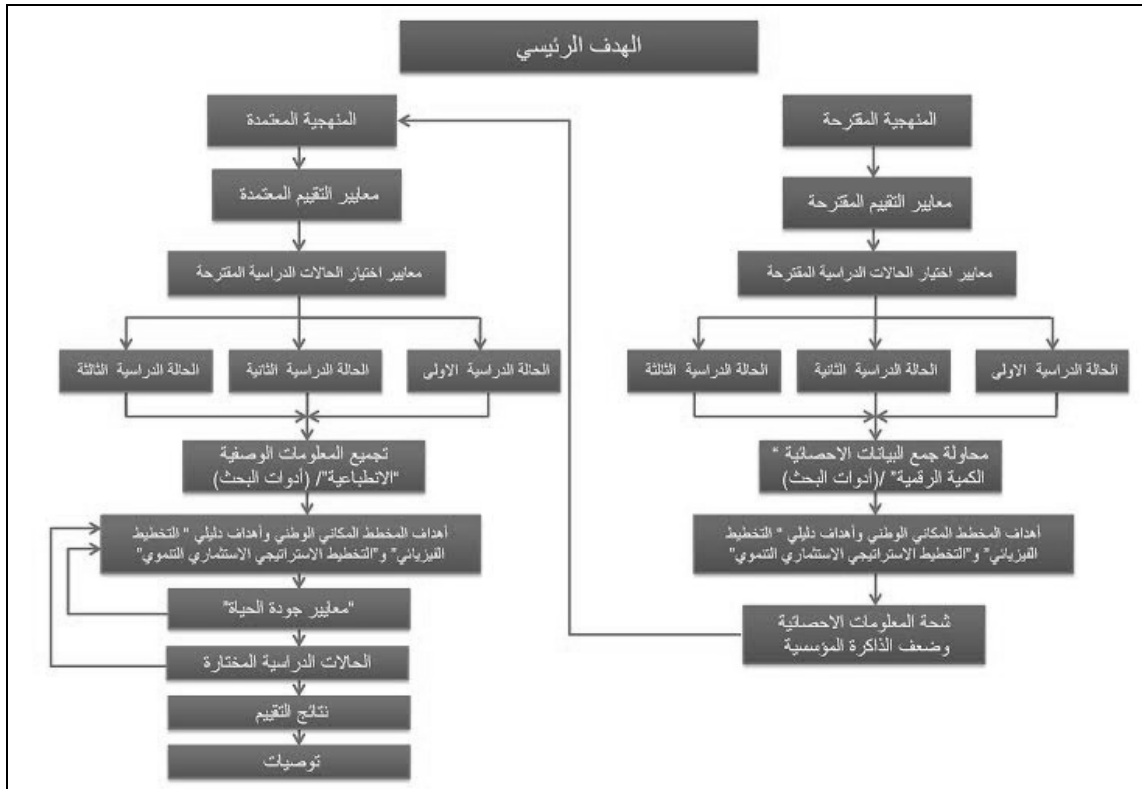 الهدف الرئيسي
المنهجية المقترحة
معايير التقييم المقترحة
معايير اختيار الحالات الدراسية المقترحة
الحالة الدراسية الاولى
الحالة الدراسية الثانية
الحالة الدراسية الثالثة
محاولة جمع البيانات الاحصائية "
الكمية الرقمية" /(أدوات البحث)
أهداف المخطط المكاني الوطني وأهداف دليلي " التخطيط
الفيزيائي" و"التخطيط الاستراتيجي الاستثماري التنموي"
شحة المعلومات الاحصائية
وضعف الذاكرة المؤسسية
المنهجية المعتمدة
معايير التقييم المعتمدة
معايير اختيار الحالات الدراسية المقترحة
الحالة الدراسية الاولى
الحالة الدراسية الثانية
الحالة الدراسية الثالثة
تجميع المعلومات الوصفية
"الانطباعية"/ (أدوات البحث)
أهداف المخطط المكاني الوطني وأهداف دليلي " التخطيط
الفيزيائي" و"التخطيط الاستراتيجي الاستثماري التنموي"
"معايير جودة الحياة"
الحالات الدراسية المختارة
نتائج التقييم
توصيات